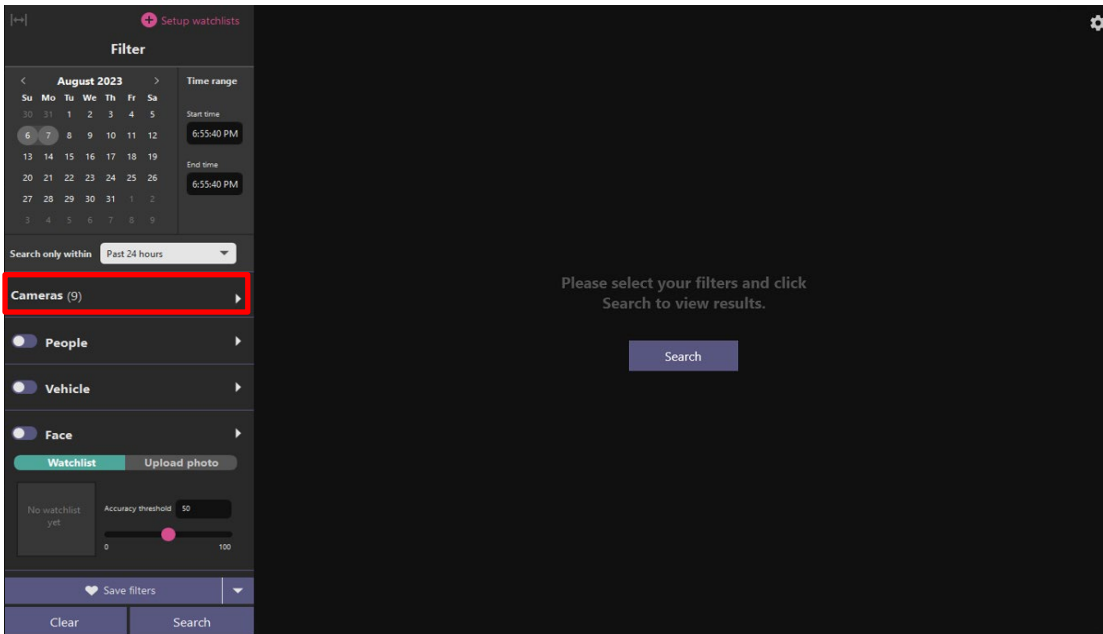 Setup watchlists
Filter
< August 2023 >
Su Mo Tu We Th Fr Sa
30 31 1 2 3 4 5
6 7 8 9 10 11 12
13 14 15 16 17 18 19
20 21 22 23 24 25 26
27 28 29 30 31 1 2
3 4 5 6 7 8 9
Time range
Start time
6:55:40 PM
End time
6:55:40 PM
Search only within Past 24 hours
Cameras (9)
People
Vehicle
Face
Watchlist Upload photo
No watchlist
yet
Accuracy threshold 50
0 100
Save filters
Clear Search
Please select your filters and click
Search to view results.
Search